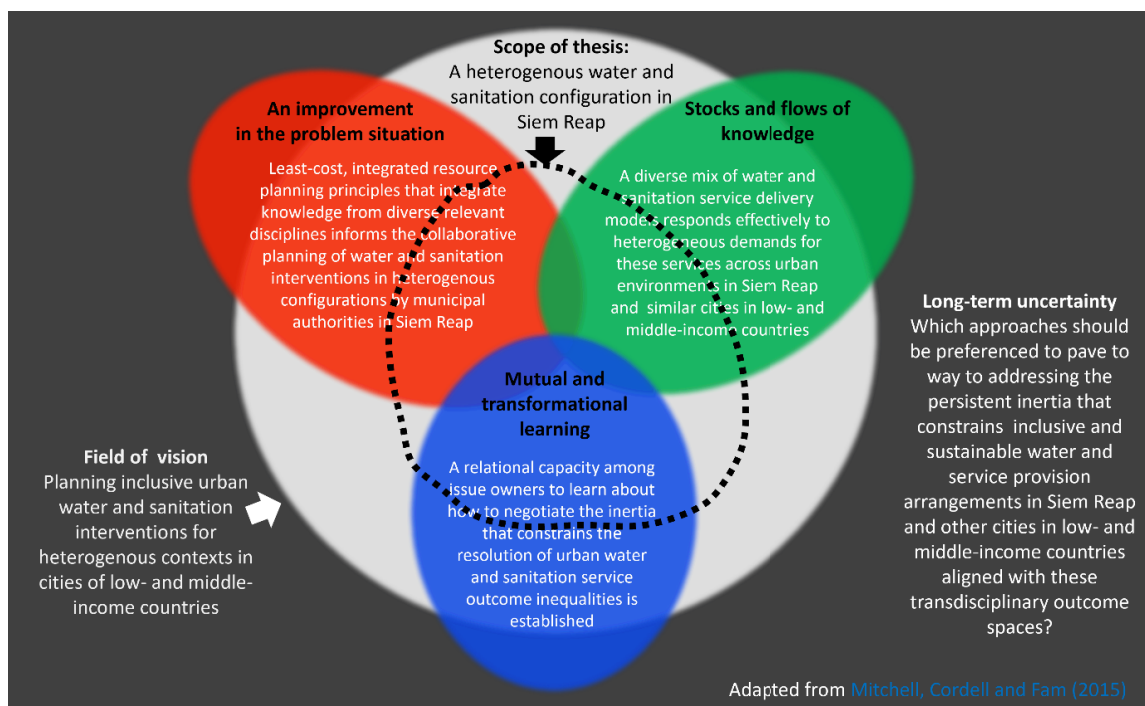 Scope of thesis:
A heterogenous water and
sanitation configuration in
Siem Reap
An improvement
in the problem situation
Least-cost, integrated resource
planning principles that integrate
knowledge from diverse relevant
disciplines informs the collaborative
planning of water and sanitation
interventions in heterogenous
configurations by municipal
authorities in Siem Reap
Stocks and flows of
knowledge
A diverse mix of water and
sanitation service delivery
models responds effectively to
heterogeneous demands for
these services across urban
environments in Siem Reap
and similar cities in low- and
middle-income countries
Mutual and
transformational
learning
A relational capacity among
issue owners to learn about
how to negotiate the inertia
that constrains the
resolution of urban water
and sanitation service
outcome inequalities is
established
Field of vision
Planning inclusive urban
water and sanitation
interventions for
heterogenous contexts in
cities of low- and middle-
income countries
Long-term uncertainty
Which approaches should
be preferenced to pave to
way to addressing the
persistent inertia that
constrains inclusive and
sustainable water and
service provision
arrangements in Siem Reap
and other cities in low- and
middle-income countries
aligned with these
transdisciplinary outcome
spaces?
Adapted from Mitchell, Cordell and Fam (2015)